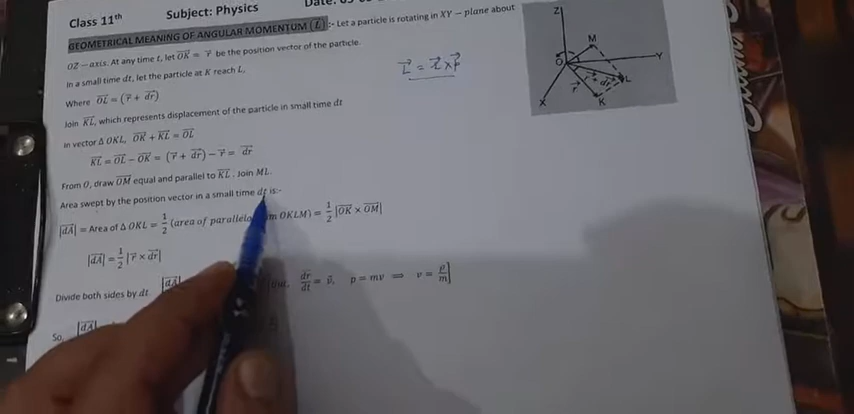 Class 11th
Subject: Physics
GEOMETRICAL MEANING OF ANGULAR MOMENTUM (L) :- Let a particle is rotating in XY – plane about
OZ – axis. At any time t, let OK⃗ = r⃗ be the position vector of the particle.
In a small time dt, let the particle at K reach L,
Where OL⃗ = (r⃗ + dr⃗)
L⃗ = r⃗ × p⃗
Join KL⃗, which represents displacement of the particle in small time dt
In vector Δ OKL, OK⃗ + KL⃗ = OL⃗
KL⃗ = OL⃗ – OK⃗ = (r⃗ + dr⃗) – r⃗ = dr⃗
From O, draw OM⃗ equal and parallel to KL⃗. Join ML.
Area swept by the position vector in a small time dt is:-
|dA⃗| = Area of Δ OKL = 1/2 (area of OKLM) = 1/2 |OK⃗ × OM⃗|
|dA⃗| = 1/2 |r⃗ × dr⃗|
Divide both sides by dt |dA⃗| dr⃗/dt = v⃗, p = mv ⟹ v = p/m]
So, |dA⃗|
Z
M
O
Y
r⃗ + dr⃗
L
r⃗
X
K